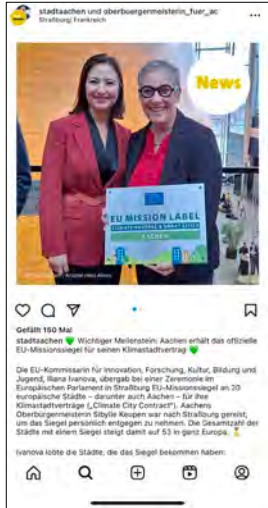 stadtaachen und oberbuergermeisterin_fuer_ac
Straßburg/ Frankreich
News
EU MISSION LABEL
CLIMATE-NEUTRAL & SMART CITIES
AACHEN
Gefällt 150 Mal
stadtaachen 💚 Wichtiger Meilenstein: Aachen erhält das offizielle
EU-Missionssiegel für seinen Klimastadtvertrag 💚
Die EU-Kommissarin für Innovation, Forschung, Kultur, Bildung und
Jugend, Iliana Ivanova, übergab bei einer Zeremonie im
Europäischen Parlament in Straßburg EU-Missionssiegel an 20
europäische Städte – darunter auch Aachen – für ihre
Klimastadtverträge („Climate City Contract"). Aachens
Oberbürgermeisterin Sibylle Keupen war nach Straßburg gereist,
um das Siegel persönlich entgegen zu nehmen. Die Gesamtzahl der
Städte mit einem Siegel steigt damit auf 53 in ganz Europa. 🏅
Ivanova lobte die Städte, die das Siegel bekommen haben: